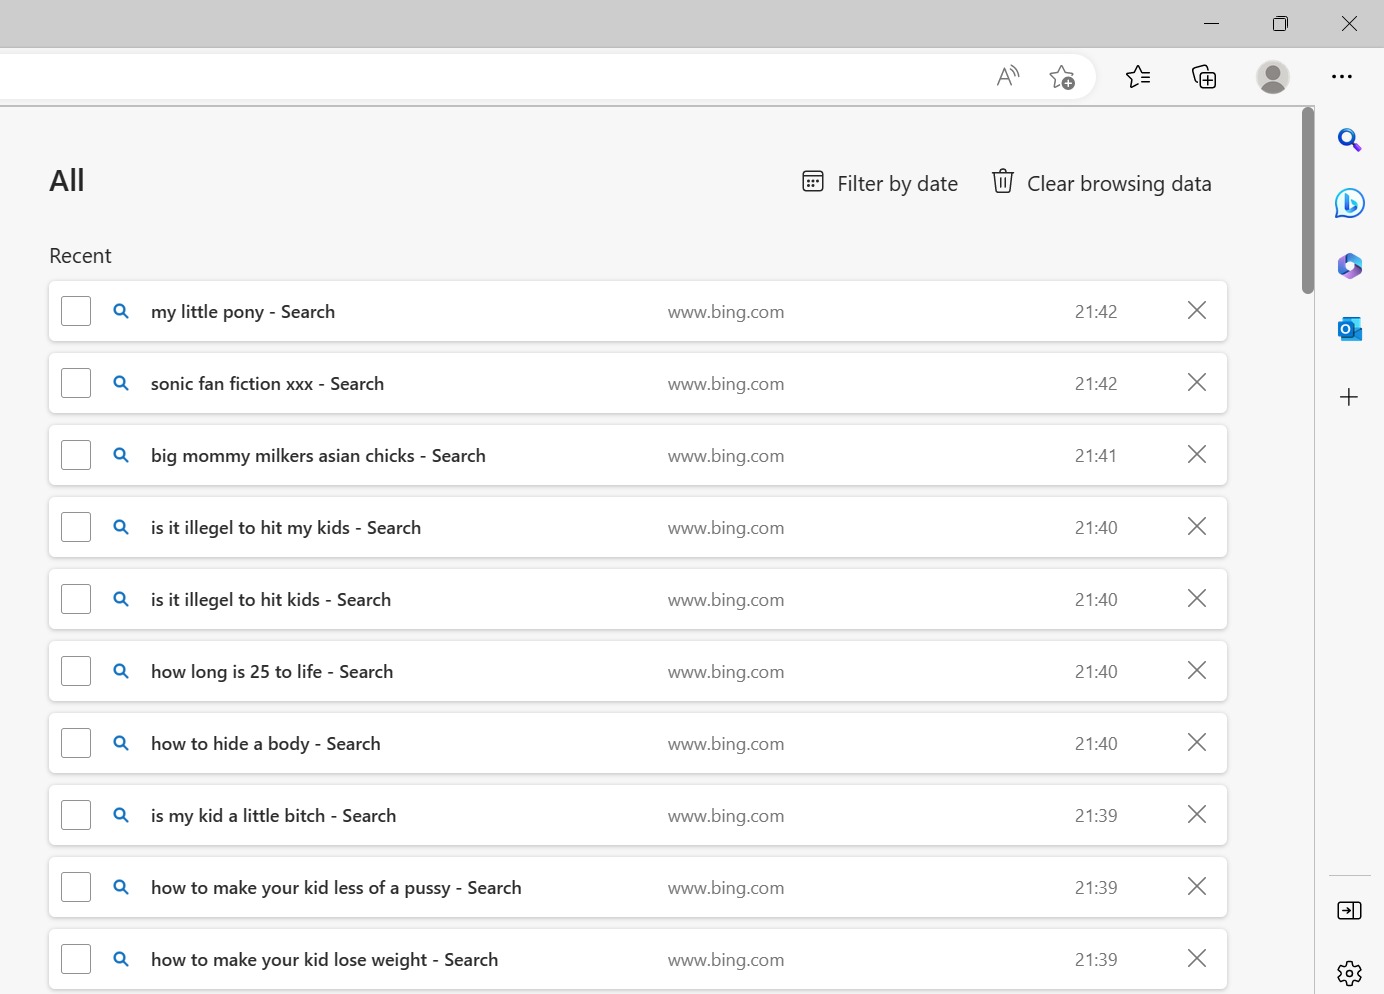 All
Filter by date
Clear browsing data
Recent
my little pony - Search www.bing.com 21:42
sonic fan fiction xxx - Search www.bing.com 21:42
big mommy milkers asian chicks - Search www.bing.com 21:41
is it illegel to hit my kids - Search www.bing.com 21:40
is it illegel to hit kids - Search www.bing.com 21:40
how long is 25 to life - Search www.bing.com 21:40
how to hide a body - Search www.bing.com 21:40
is my kid a little bitch - Search www.bing.com 21:39
how to make your kid less of a pussy - Search www.bing.com 21:39
how to make your kid lose weight - Search www.bing.com 21:39